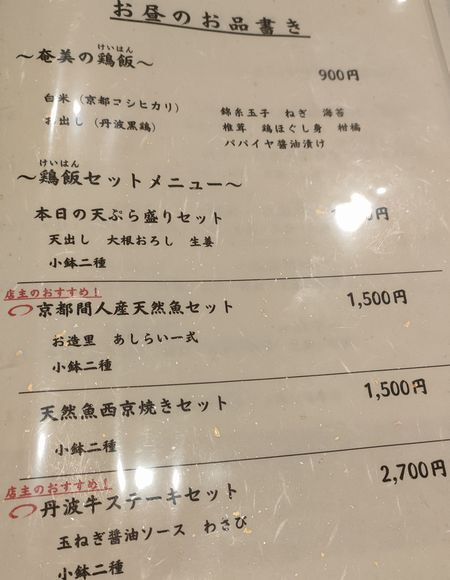 お昼のお品書き
けいはん
～奄美の鶏飯～ 900円
白米（京都コシヒカリ） 錦糸玉子 ねぎ 海苔
お出し（丹波黒鶏） 椎茸 鶏ほぐし身 柑橘
パパイヤ醤油漬け
けいはん
～鶏飯セットメニュー～
本日の天ぷら盛りセット 円
天出し 大根おろし 生姜
小鉢二種
店主のおすすめ！
京都間人産天然魚セット 1,500円
お造里 あしらい一式
小鉢二種
天然魚西京焼きセット 1,500円
小鉢二種
店主のおすすめ！
丹波牛ステーキセット 2,700円
玉ねぎ醤油ソース わさび
小鉢二種